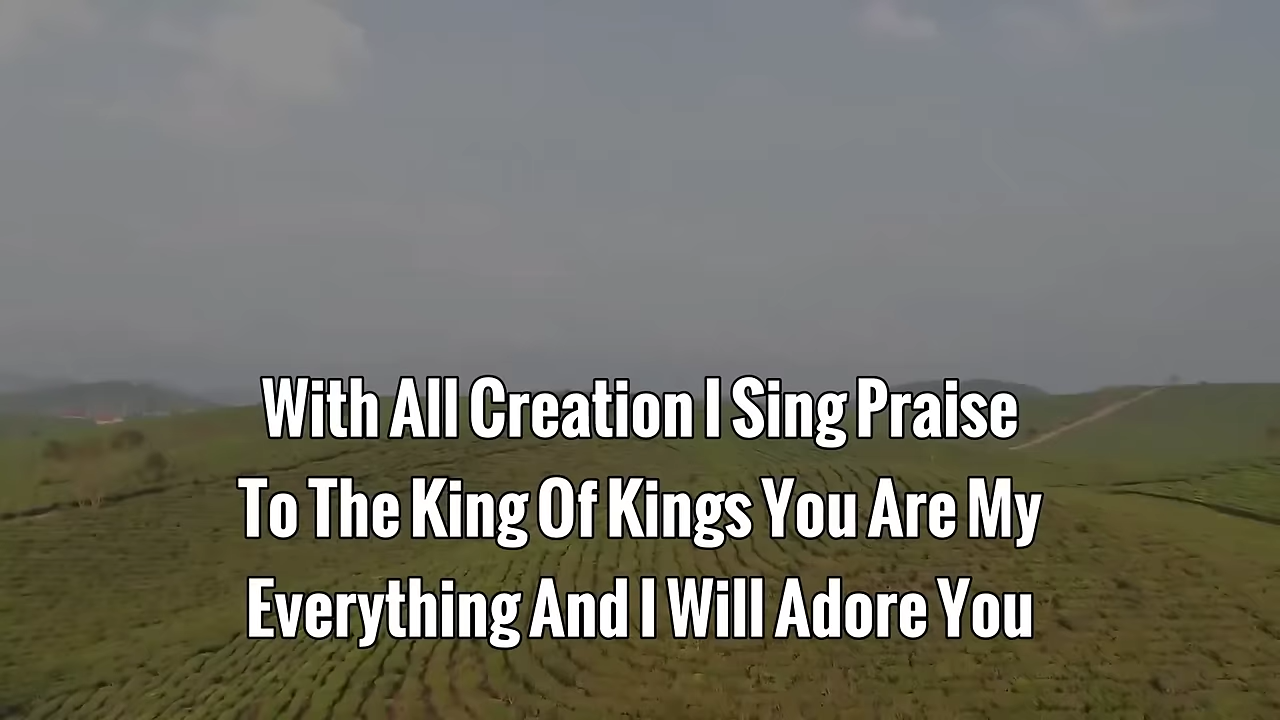 With All Creation I Sing Praise
To The King Of Kings You Are My
Everything And I Will Adore You